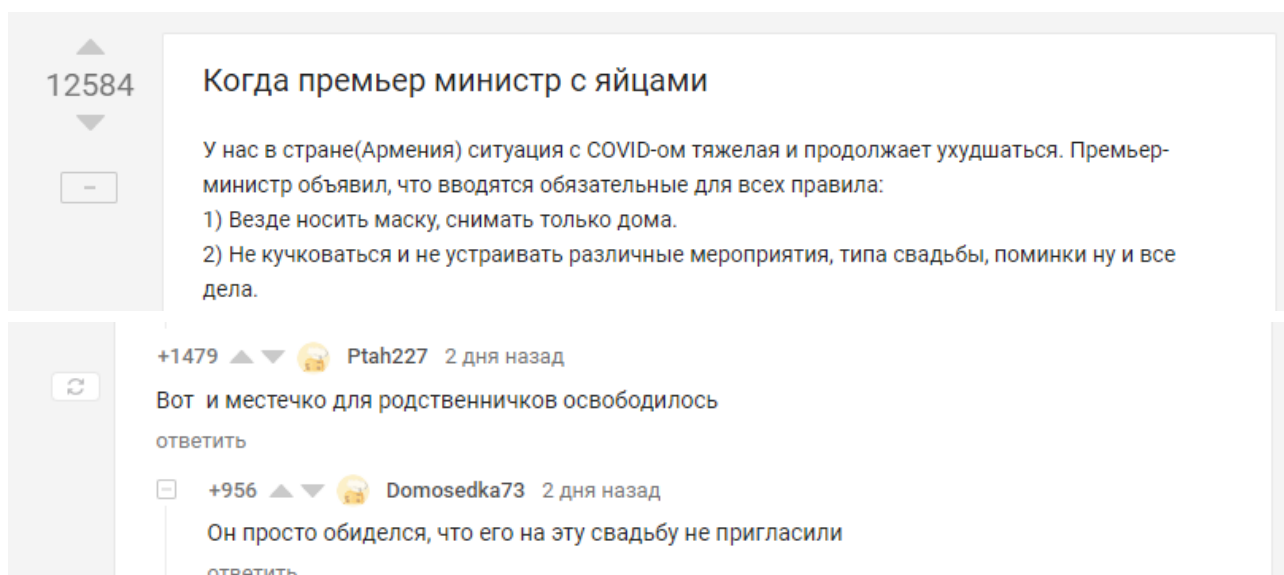 12584
Когда премьер министр с яйцами
У нас в стране(Армения) ситуация с COVID-ом тяжелая и продолжает ухудшаться. Премьер-
министр объявил, что вводятся обязательные для всех правила:
1) Везде носить маску, снимать только дома.
2) Не кучковаться и не устраивать различные мероприятия, типа свадьбы, поминки ну и все
дела.
+1479 Ptah227 2 дня назад
Вот  и местечко для родственничков освободилось
ответить
+956 Domosedka73 2 дня назад
Он просто обиделся, что его на эту свадьбу не пригласили
ответить